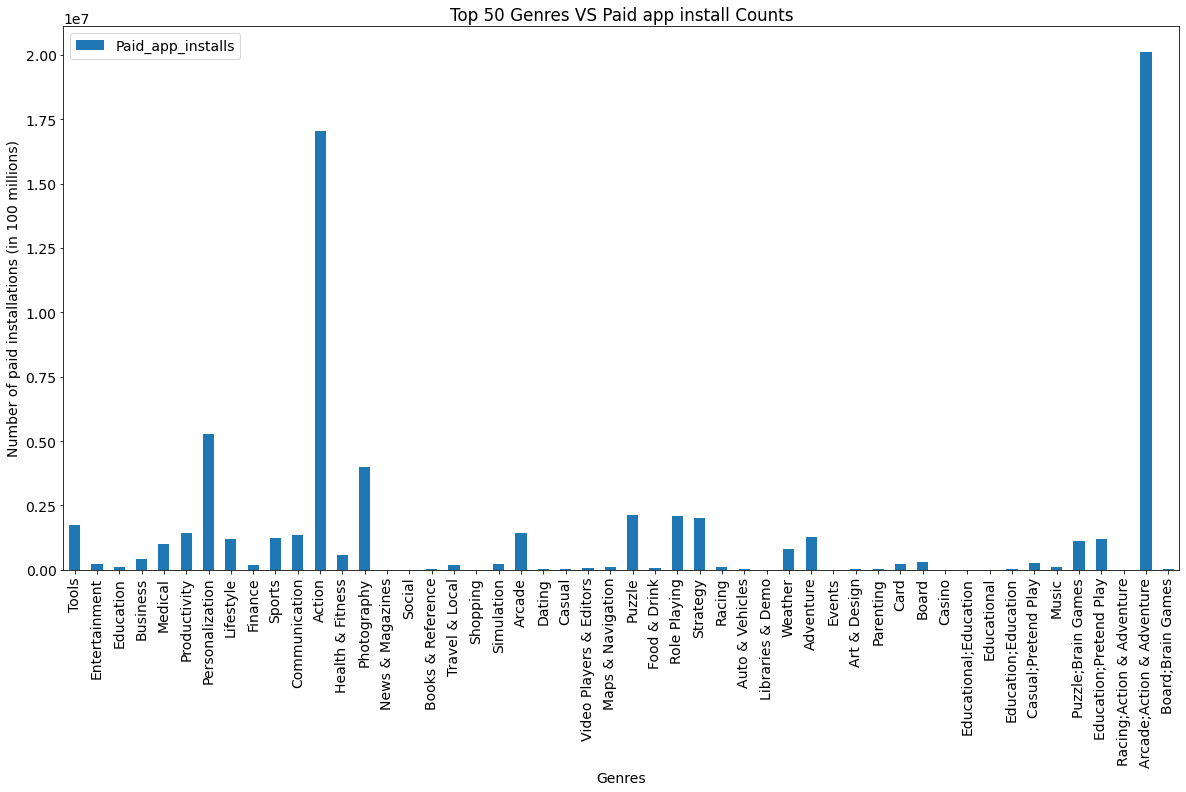 Top 50 Genres VS Paid app install Counts
1e7
Paid_app_installs
Number of paid installations (in 100 millions)
2.00
1.75
1.50
1.25
1.00
0.75
0.50
0.25
0.00
Tools
Entertainment
Education
Business
Medical
Productivity
Personalization
Lifestyle
Finance
Sports
Communication
Action
Health & Fitness
Photography
News & Magazines
Social
Books & Reference
Travel & Local
Shopping
Simulation
Arcade
Dating
Casual
Video Players & Editors
Maps & Navigation
Puzzle
Food & Drink
Role Playing
Strategy
Racing
Auto & Vehicles
Libraries & Demo
Weather
Adventure
Events
Art & Design
Parenting
Card
Board
Casino
Educational;Education
Educational
Education;Education
Casual;Pretend Play
Music
Puzzle;Brain Games
Education;Pretend Play
Racing;Action & Adventure
Arcade;Action & Adventure
Board;Brain Games
Genres